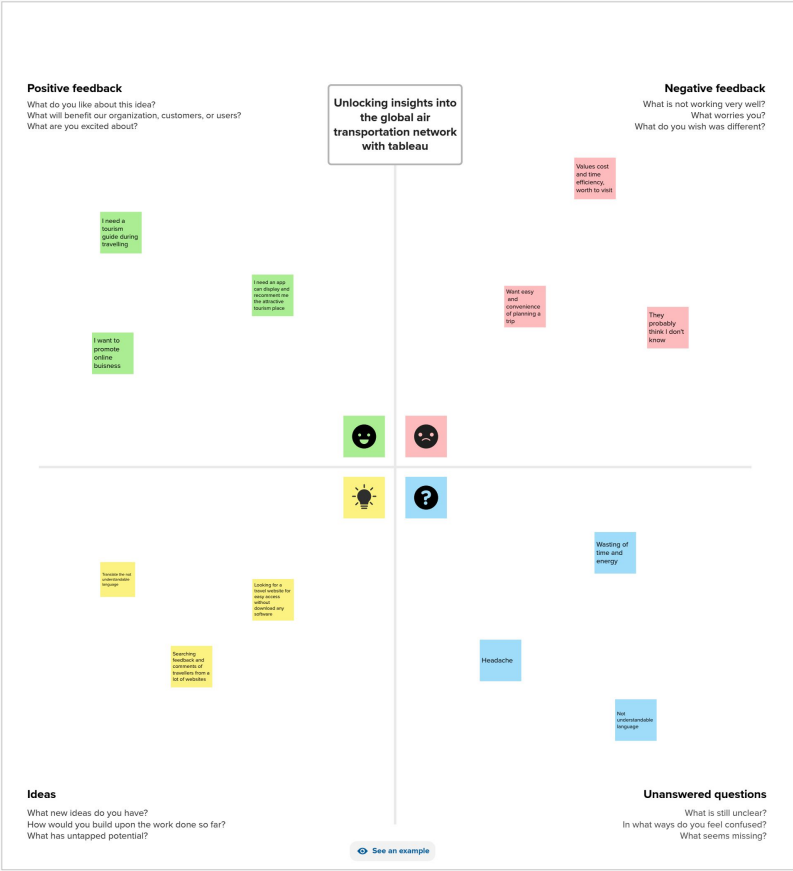 Positive feedback
What do you like about this idea?
What will benefit our organization, customers, or users?
What are you excited about?
Unlocking insights into
the global air
transportation network
with tableau
Negative feedback
What is not working very well?
What worries you?
What do you wish was different?
I need a
tourism
guide during
travelling
I need an app
can display and
recomment me
the attractive
tourism place
I want to
promote
online
buisness
Values cost
and time
efficiency,
worth to visit
Want easy
and
convenience
of planning a
trip
They
probably
think I don't
know
Translate the not
understandable
language
Looking for a
travel website for
easy access
without
download any
software
Searching
feedback and
comments of
travellers from a
lot of websites
Wasting of
time and
energy
Headache
Not
understandable
language
Ideas
What new ideas do you have?
How would you build upon the work done so far?
What has untapped potential?
Unanswered questions
What is still unclear?
In what ways do you feel confused?
What seems missing?
See an example